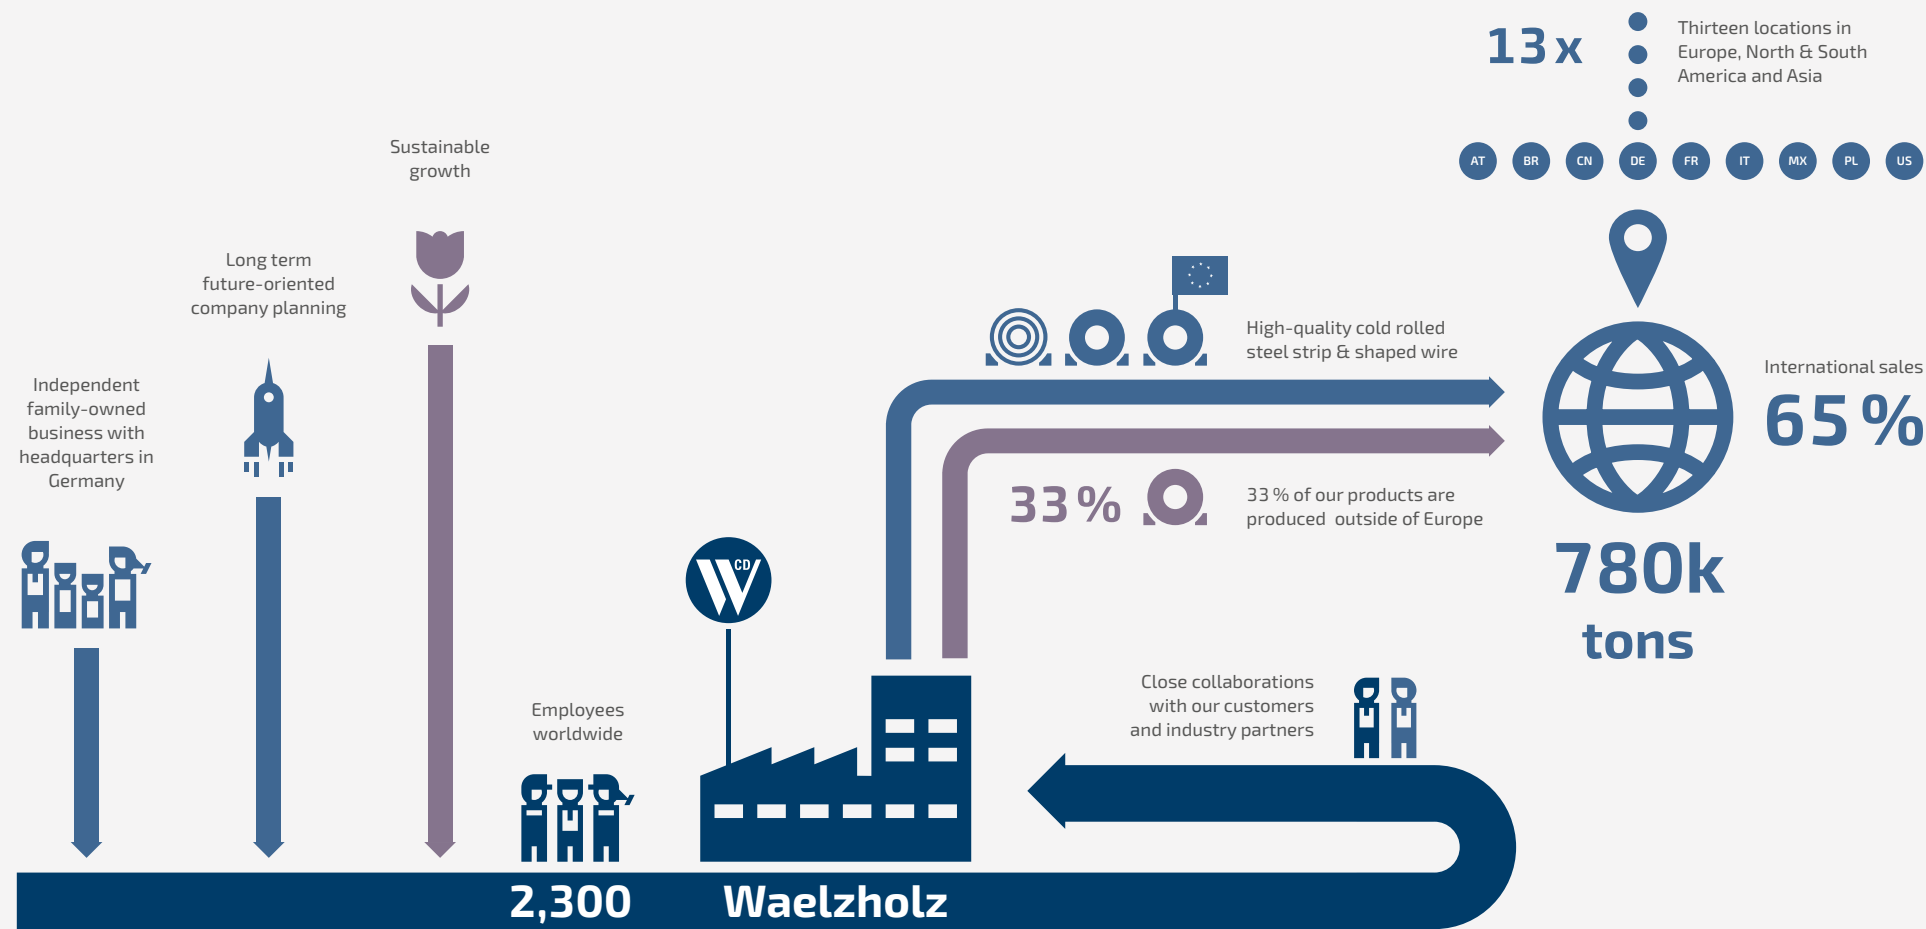 13x
Thirteen locations in
Europe, North & South
America and Asia
AT BR CN DE FR IT MX PL US
Sustainable
growth
Long term
future-oriented
company planning
Independent
family-owned
business with
headquarters in
Germany
High-quality cold rolled
steel strip & shaped wire
International sales
65 %
33 %
33 % of our products are
produced outside of Europe
780k
tons
W CD
Employees
worldwide
Close collaborations
with our customers
and industry partners
2,300
Waelzholz